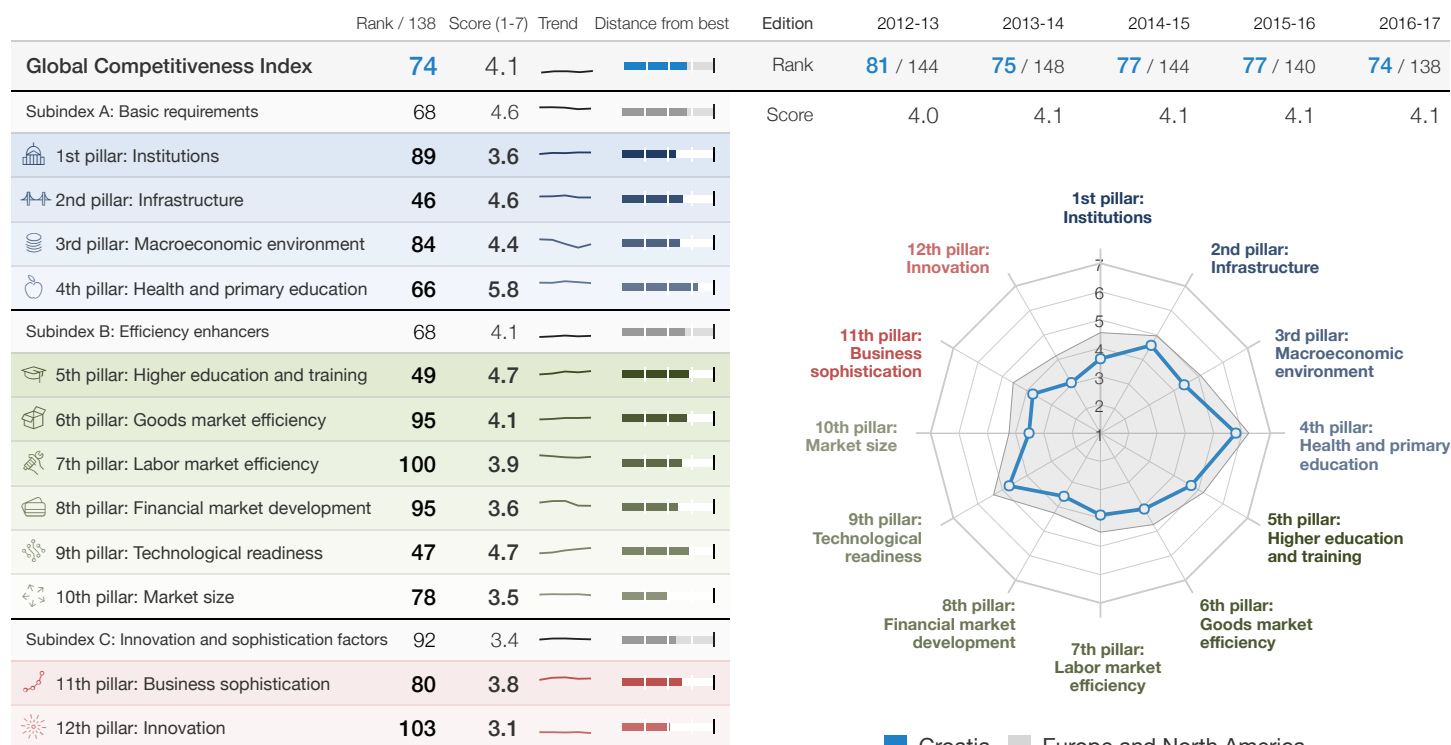 Rank / 138 Score (1-7) Trend Distance from best
Global Competitiveness Index 74 4.1
Subindex A: Basic requirements 68 4.6
1st pillar: Institutions 89 3.6
2nd pillar: Infrastructure 46 4.6
3rd pillar: Macroeconomic environment 84 4.4
4th pillar: Health and primary education 66 5.8
Subindex B: Efficiency enhancers 68 4.1
5th pillar: Higher education and training 49 4.7
6th pillar: Goods market efficiency 95 4.1
7th pillar: Labor market efficiency 100 3.9
8th pillar: Financial market development 95 3.6
9th pillar: Technological readiness 47 4.7
10th pillar: Market size 78 3.5
Subindex C: Innovation and sophistication factors 92 3.4
11th pillar: Business sophistication 80 3.8
12th pillar: Innovation 103 3.1
Edition 2012-13 2013-14 2014-15 2015-16 2016-17
Rank 81 / 144 75 / 148 77 / 144 77 / 140 74 / 138
Score 4.0 4.1 4.1 4.1 4.1
1st pillar:
Institutions
2nd pillar:
Infrastructure
3rd pillar:
Macroeconomic
environment
4th pillar:
Health and primary
education
5th pillar:
Higher education
and training
6th pillar:
Goods market
efficiency
7th pillar:
Labor market
efficiency
8th pillar:
Financial market
development
9th pillar:
Technological
readiness
10th pillar:
Market size
11th pillar:
Business
sophistication
12th pillar:
Innovation
7
6
5
4
3
2
1
Croatia Europe and North America